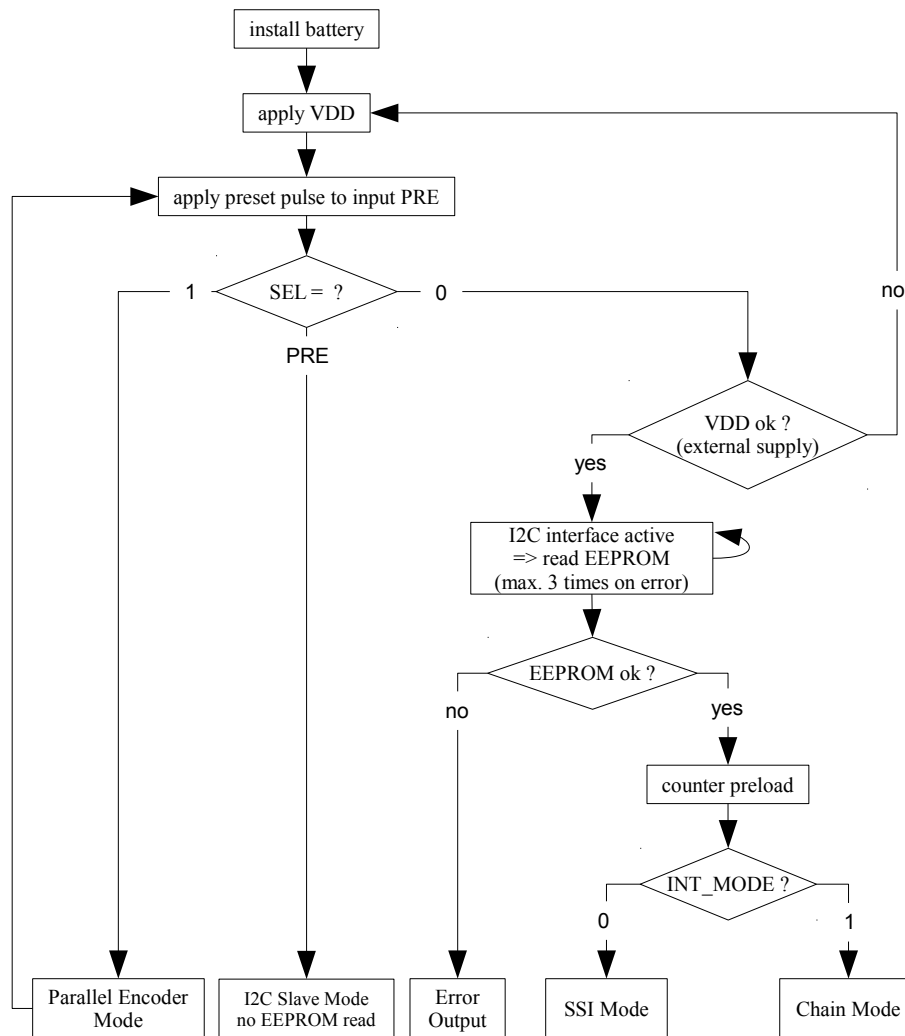 install battery
apply VDD
apply preset pulse to input PRE
1
SEL = ?
0
no
PRE
VDD ok ?
(external supply)
yes
I2C interface active
=> read EEPROM
(max. 3 times on error)
EEPROM ok ?
no
yes
counter preload
INT_MODE ?
0
1
Parallel Encoder
Mode
I2C Slave Mode
no EEPROM read
Error
Output
SSI Mode
Chain Mode